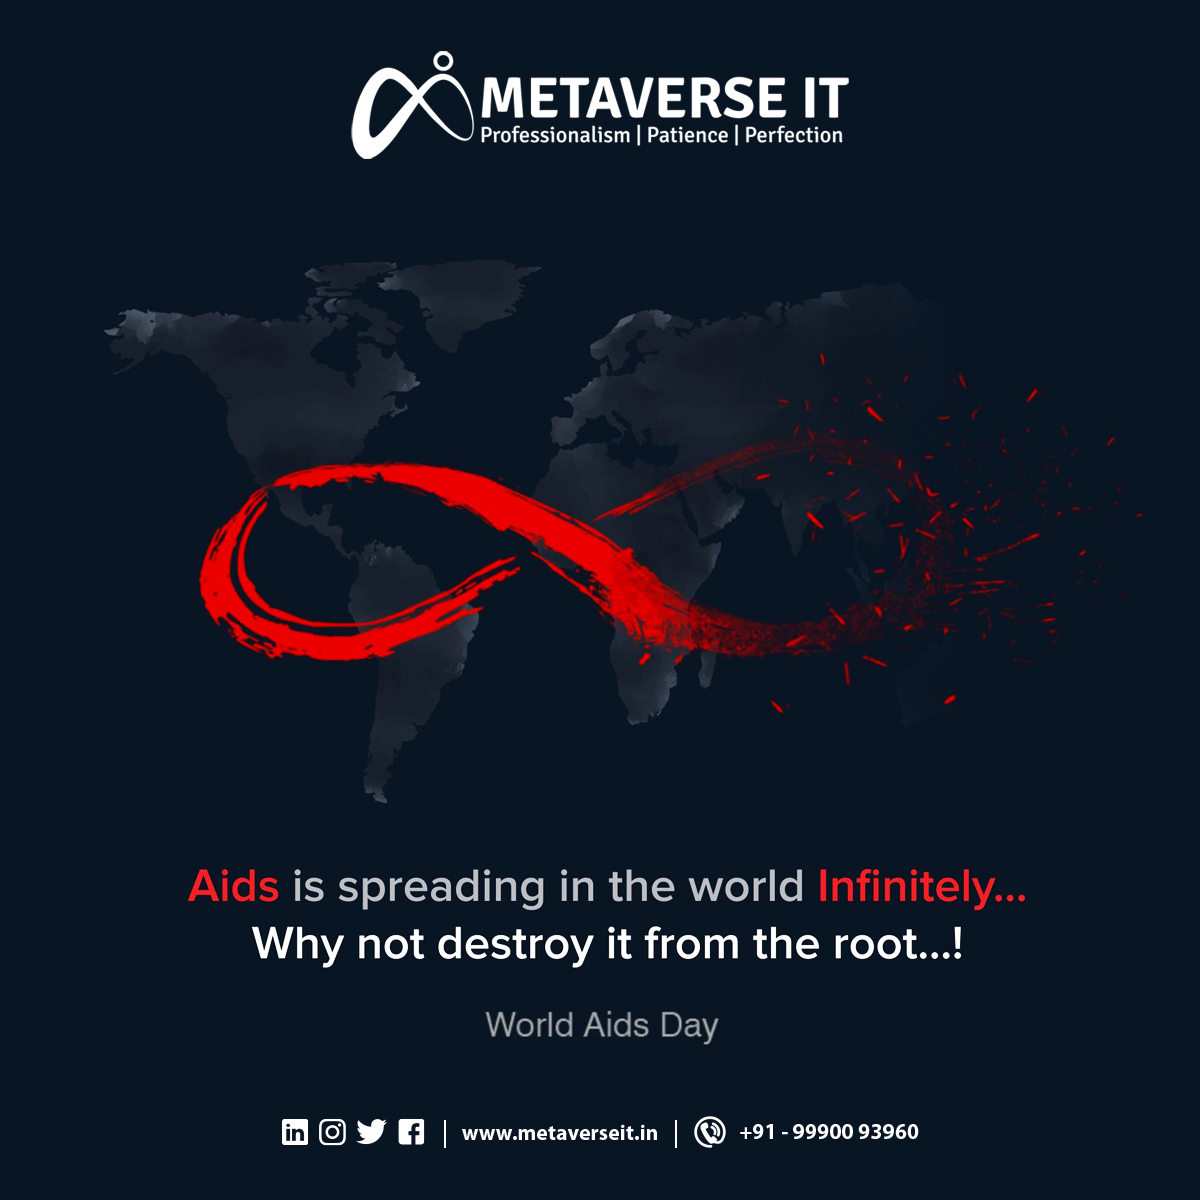 METAVERSE IT
Professionalism | Patience | Perfection
Aids is spreading in the world Infinitely...
Why not destroy it from the root...!
World Aids Day
in | www.metaverseit.in | +91 - 99900 93960